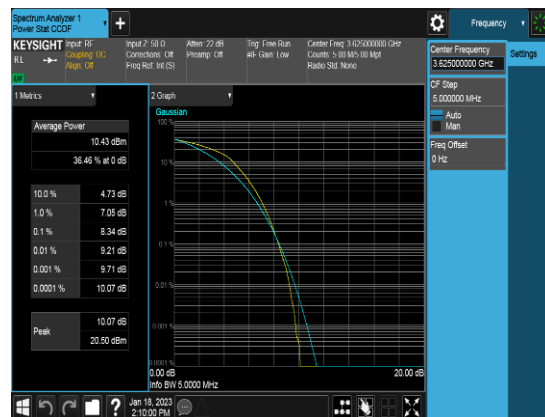 Spectrum Analyzer 1
Power Stat CCDF
+
Frequency
KEYSIGHT
RL
LXI
Input: RF
Coupling: DC
Align: Off
Input Z: 50 Ω
Corrections: Off
Freq Ref: Int (S)
Atten: 22 dB
Preamp: Off
Trig: Free Run
#IF Gain: Low
Center Freq: 3.625000000 GHz
Counts: 5.00 M/5.00 Mpt
Radio Std: None
Center Frequency
3.625000000 GHz
Settings
CF Step
5.000000 MHz
Auto
Man
Freq Offset
0 Hz
1 Metrics
Average Power
10.43 dBm
36.46 % at 0 dB
10.0 % 4.73 dB
1.0 % 7.05 dB
0.1 % 8.34 dB
0.01 % 9.21 dB
0.001 % 9.71 dB
0.0001 % 10.07 dB
Peak
10.07 dB
20.50 dBm
2 Graph
Gaussian
100 %
10 %
1 %
0.1 %
0.01 %
0.001 %
0.0001 %
0.00 dB
20.00 dB
Info BW 5.0000 MHz
?
Jan 18, 2023
2:10:00 PM